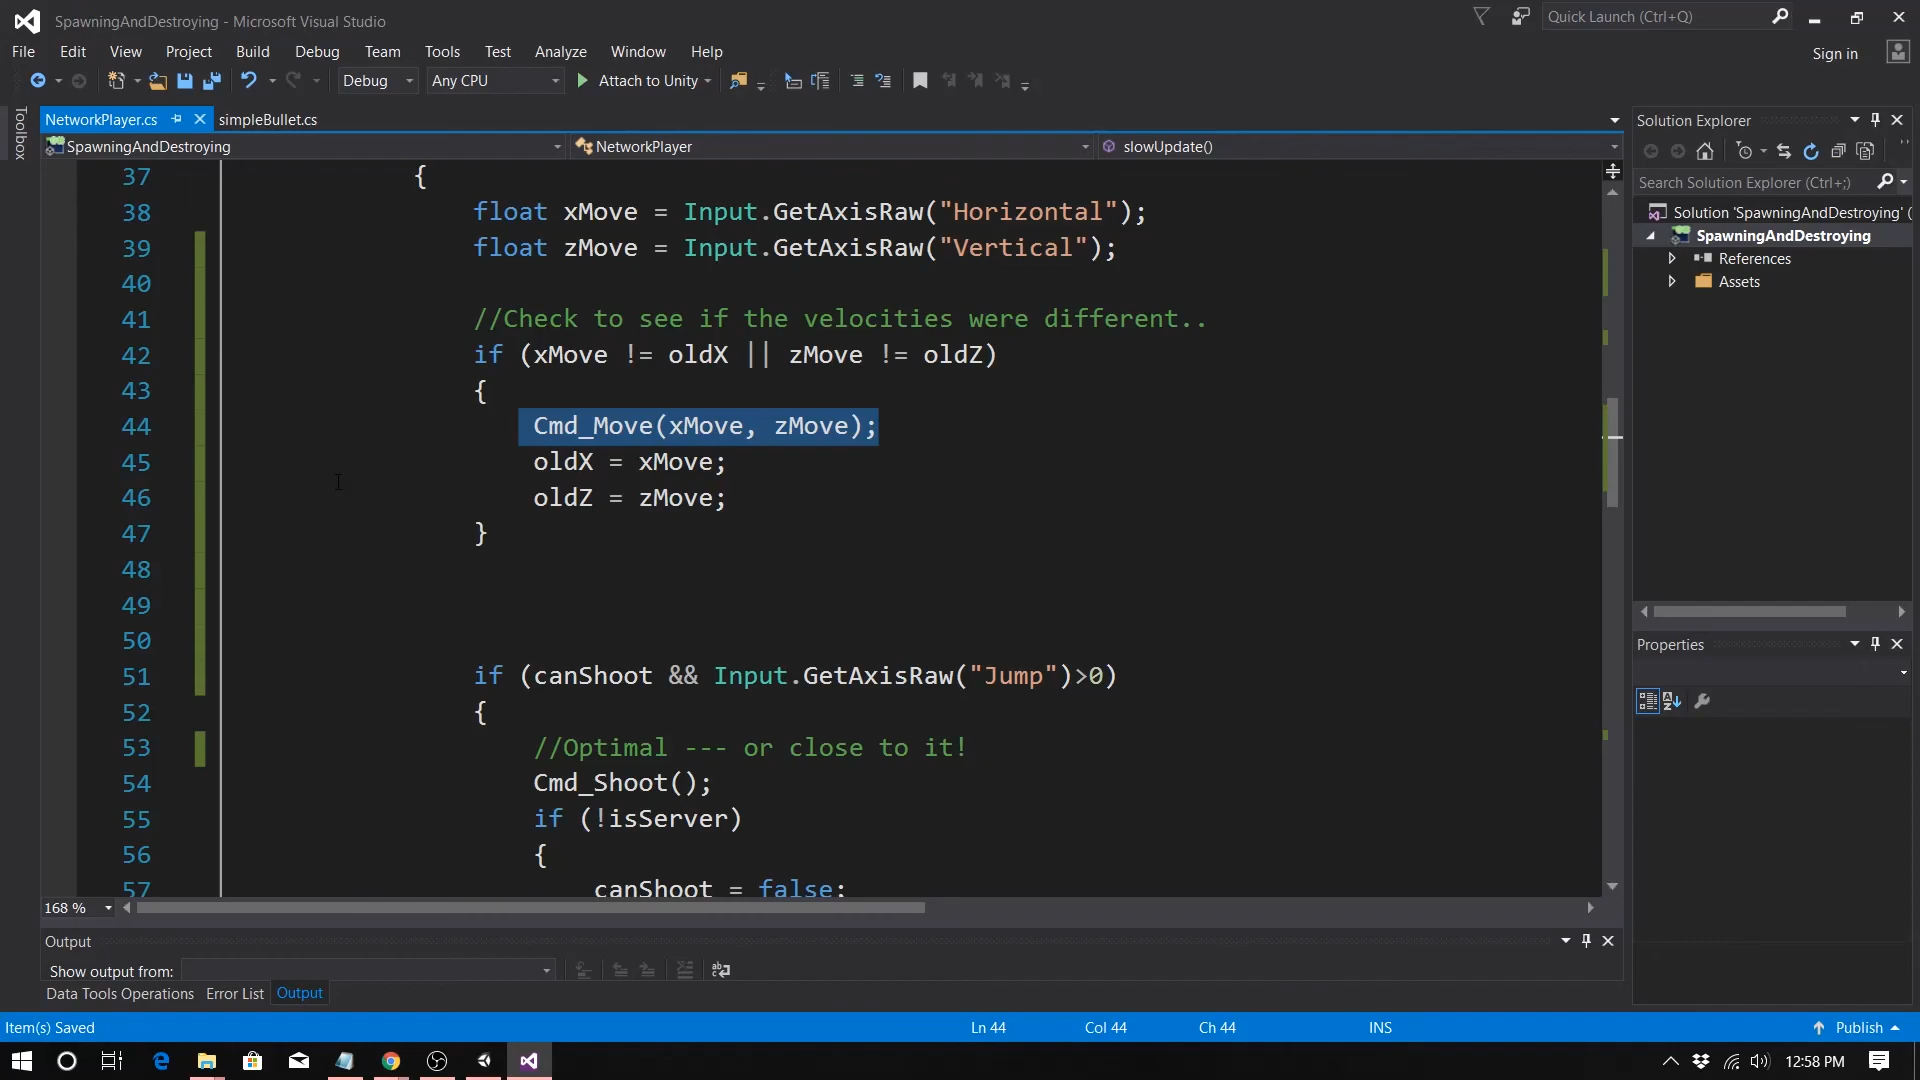 SpawningAndDestroying - Microsoft Visual Studio
Quick Launch (Ctrl+Q)
File Edit View Project Build Debug Team Tools Test Analyze Window Help
Sign in
Debug Any CPU Attach to Unity
Toolbox
NetworkPlayer.cs simpleBullet.cs
SpawningAndDestroying NetworkPlayer slowUpdate()
37 {
38 float xMove = Input.GetAxisRaw("Horizontal");
39 float zMove = Input.GetAxisRaw("Vertical");
40
41 //Check to see if the velocities were different..
42 if (xMove != oldX || zMove != oldZ)
43 {
44 Cmd_Move(xMove, zMove);
45 oldX = xMove;
46 oldZ = zMove;
47 }
48
49
50
51 if (canShoot && Input.GetAxisRaw("Jump")>0)
52 {
53 //Optimal --- or close to it!
54 Cmd_Shoot();
55 if (!isServer)
56 {
57 canShoot = false;
168 %
Output
Show output from:
Data Tools Operations Error List Output
Solution Explorer
Search Solution Explorer (Ctrl+;)
Solution 'SpawningAndDestroying' (
SpawningAndDestroying
References
Assets
Properties
Item(s) Saved Ln 44 Col 44 Ch 44 INS Publish
12:58 PM